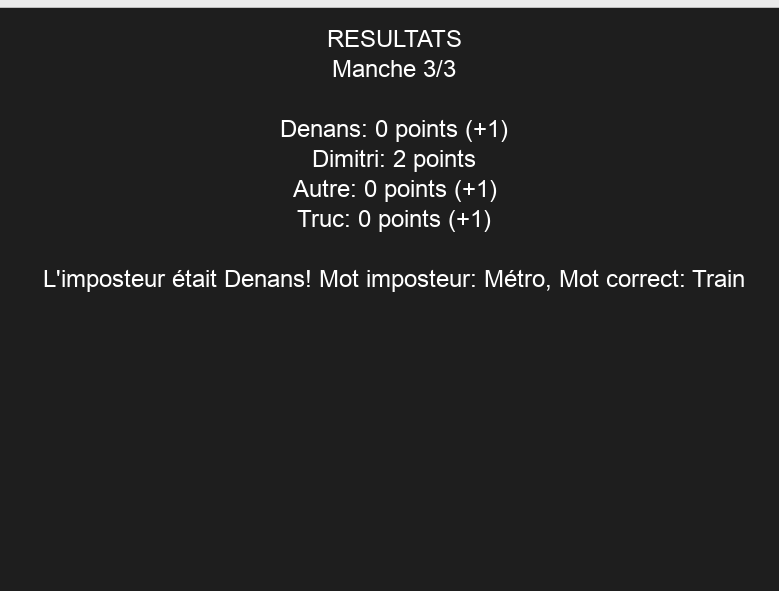 RESULTATS
Manche 3/3
Denans: 0 points (+1)
Dimitri: 2 points
Autre: 0 points (+1)
Truc: 0 points (+1)
L'imposteur était Denans! Mot imposteur: Métro, Mot correct: Train